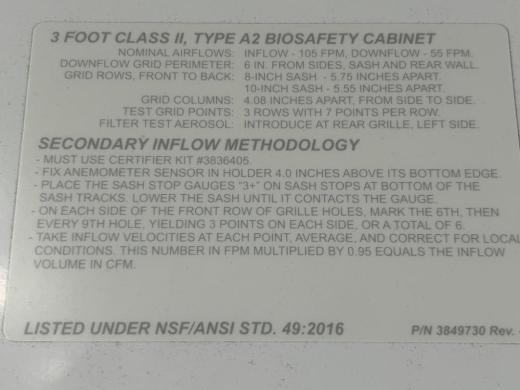 3 FOOT CLASS II, TYPE A2 BIOSAFETY CABINET
NOMINAL AIRFLOWS: INFLOW - 105 FPM, DOWNFLOW - 55 FPM.
DOWNFLOW GRID PERIMETER: 6 IN. FROM SIDES, SASH AND REAR WALL.
GRID ROWS, FRONT TO BACK: 8-INCH SASH - 5.75 INCHES APART.
10-INCH SASH - 5.55 INCHES APART.
GRID COLUMNS: 4.08 INCHES APART, FROM SIDE TO SIDE.
TEST GRID POINTS: 3 ROWS WITH 7 POINTS PER ROW.
FILTER TEST AEROSOL: INTRODUCE AT REAR GRILLE, LEFT SIDE.
SECONDARY INFLOW METHODOLOGY
- MUST USE CERTIFIER KIT #3836405.
- FIX ANEMOMETER SENSOR IN HOLDER 4.0 INCHES ABOVE ITS BOTTOM EDGE.
- PLACE THE SASH STOP GAUGES "3+" ON SASH STOPS AT BOTTOM OF THE
SASH TRACKS. LOWER THE SASH UNTIL IT CONTACTS THE GAUGE.
- ON EACH SIDE OF THE FRONT ROW OF GRILLE HOLES, MARK THE 6TH, THEN
EVERY 9TH HOLE, YIELDING 3 POINTS ON EACH SIDE, OR A TOTAL OF 6.
- TAKE INFLOW VELOCITIES AT EACH POINT, AVERAGE, AND CORRECT FOR LOCAL
CONDITIONS. THIS NUMBER IN FPM MULTIPLIED BY 0.95 EQUALS THE INFLOW
VOLUME IN CFM.
LISTED UNDER NSF/ANSI STD. 49:2016
P/N 3849730 Rev.